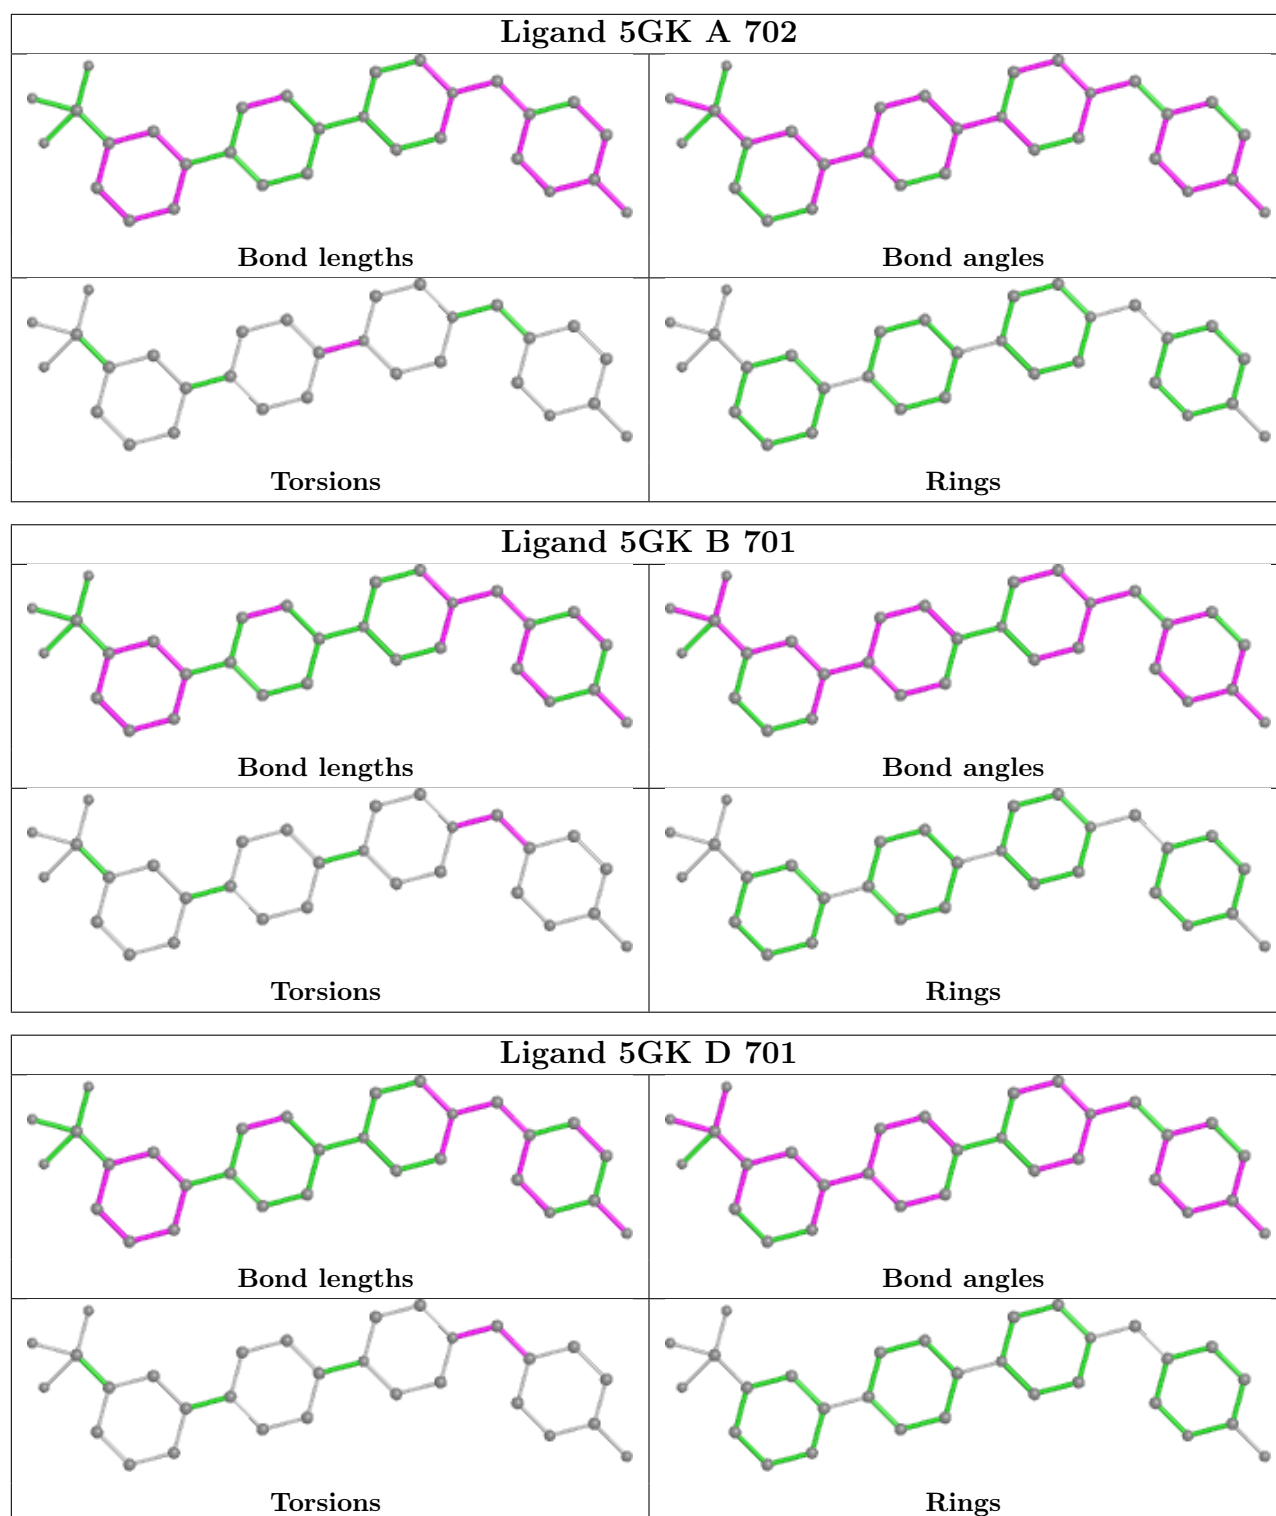 Ligand 5GK A 702
Bond lengths
Bond angles
Torsions
Rings
Ligand 5GK B 701
Bond lengths
Bond angles
Torsions
Rings
Ligand 5GK D 701
Bond lengths
Bond angles
Torsions
Rings